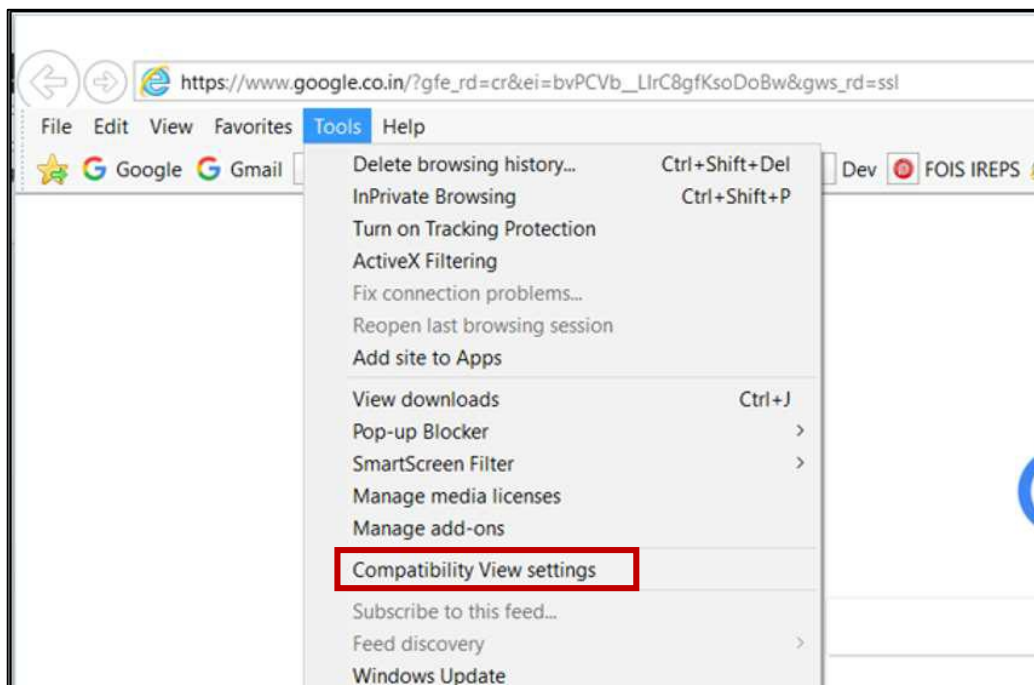 https://www.google.co.in/?gfe_rd=cr&ei=bvPCVb__LIrC8gfKsoDoBw&gws_rd=ssl
File Edit View Favorites Tools Help
Google Gmail Dev FOIS IREPS
Delete browsing history... Ctrl+Shift+Del
InPrivate Browsing Ctrl+Shift+P
Turn on Tracking Protection
ActiveX Filtering
Fix connection problems...
Reopen last browsing session
Add site to Apps
View downloads Ctrl+J
Pop-up Blocker
SmartScreen Filter
Manage media licenses
Manage add-ons
Compatibility View settings
Subscribe to this feed...
Feed discovery
Windows Update